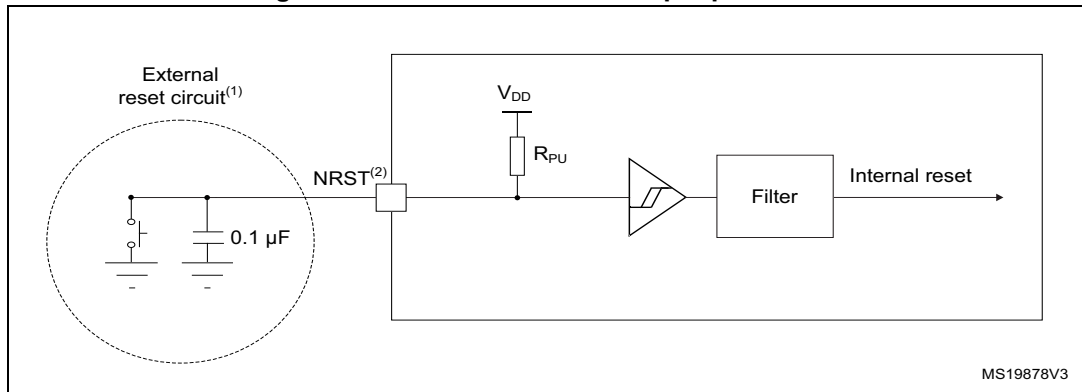 External
reset circuit(1)
VDD
RPU
NRST(2)
0.1 µF
Filter
Internal reset
MS19878V3